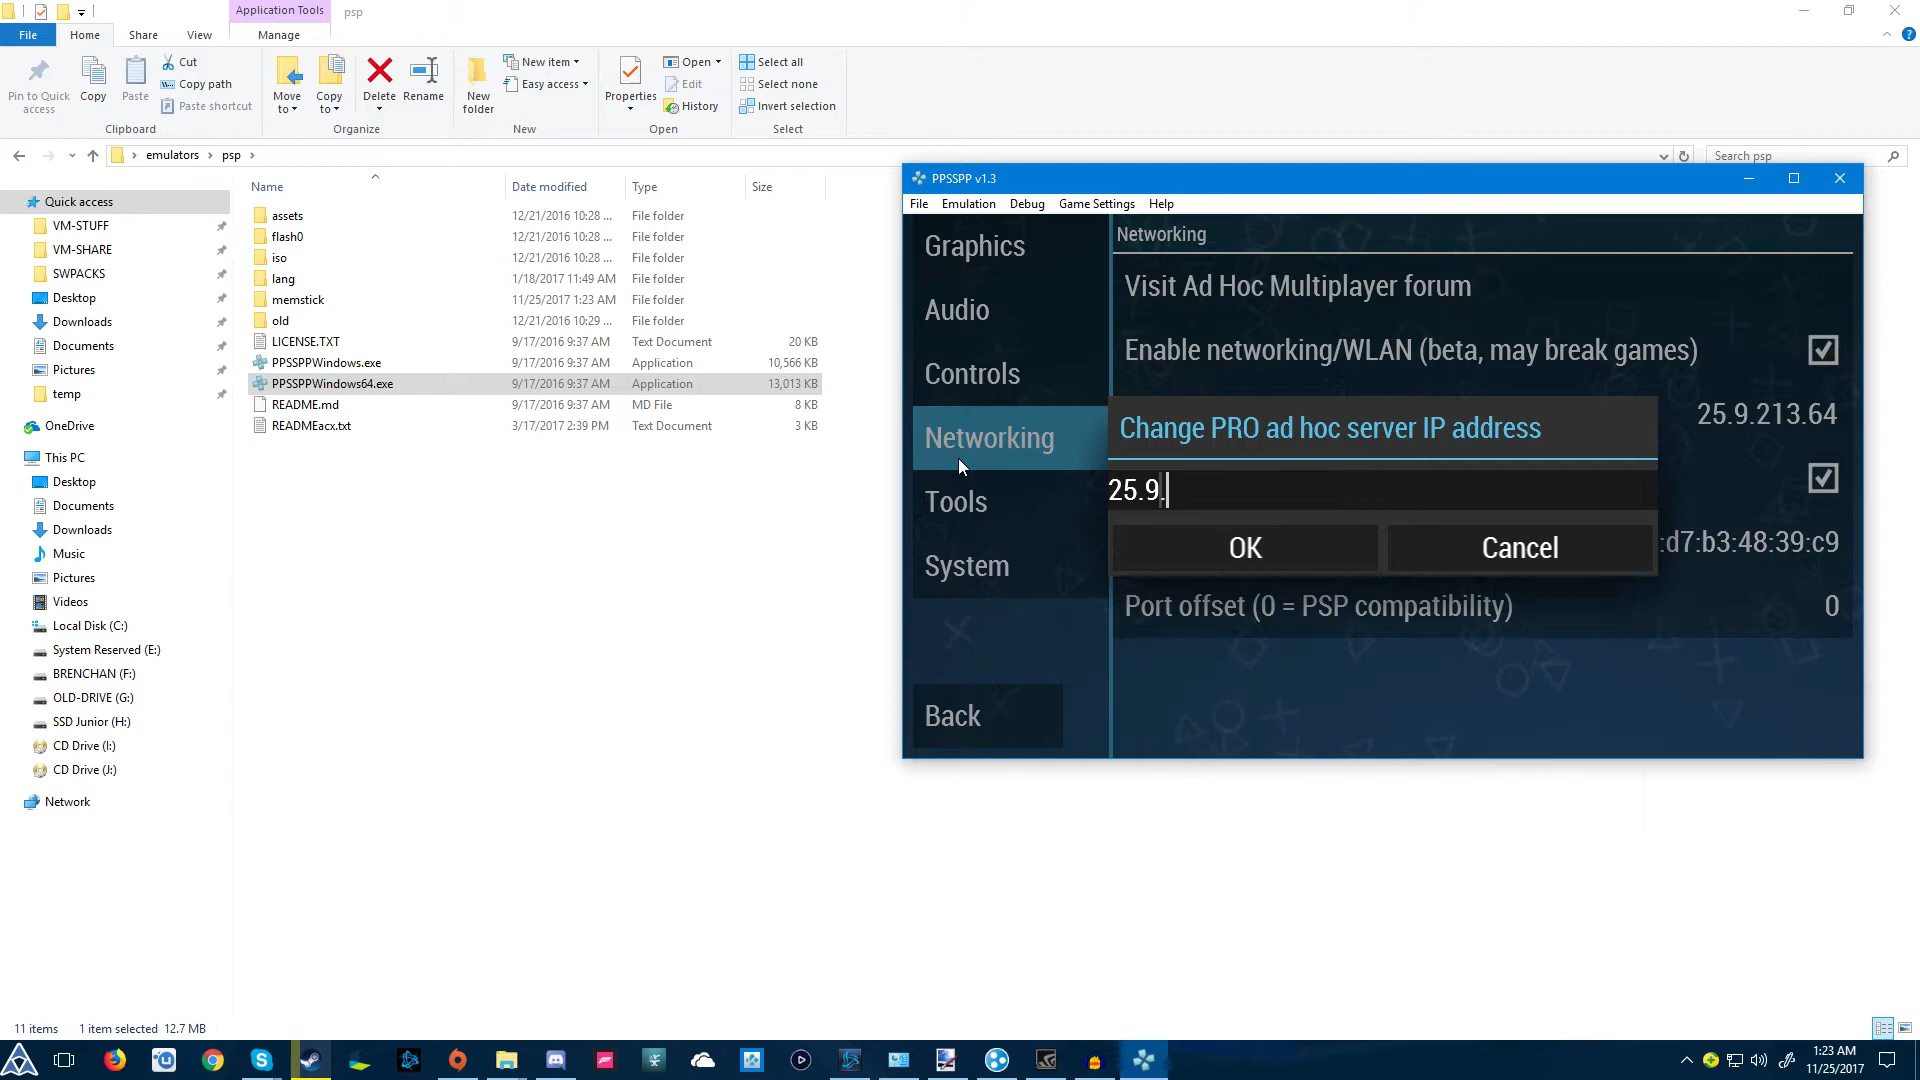 Application Tools
psp
File
Home
Share
View
Manage
Pin to Quick access
Copy
Paste
Cut
Copy path
Paste shortcut
Clipboard
Move to
Copy to
Delete
Rename
Organize
New folder
New item
Easy access
New
Properties
Open
Edit
History
Open
Select all
Select none
Invert selection
Select
emulators
psp
Search psp
Quick access
VM-STUFF
VM-SHARE
SWPACKS
Desktop
Downloads
Documents
Pictures
temp
OneDrive
This PC
Desktop
Documents
Downloads
Music
Pictures
Videos
Local Disk (C:)
System Reserved (E:)
BRENCHAN (F:)
OLD-DRIVE (G:)
SSD Junior (H:)
CD Drive (I:)
CD Drive (J:)
Network
Name Date modified Type Size
assets 12/21/2016 10:28 ... File folder
flash0 12/21/2016 10:28 ... File folder
iso 12/21/2016 10:28 ... File folder
lang 1/18/2017 11:49 AM File folder
memstick 11/25/2017 1:23 AM File folder
old 12/21/2016 10:29 ... File folder
LICENSE.TXT 9/17/2016 9:37 AM Text Document 20 KB
PPSSPPWindows.exe 9/17/2016 9:37 AM Application 10,566 KB
PPSSPPWindows64.exe 9/17/2016 9:37 AM Application 13,013 KB
README.md 9/17/2016 9:37 AM MD File 8 KB
READMEacx.txt 3/17/2017 2:39 PM Text Document 3 KB
PPSSPP v1.3
File Emulation Debug Game Settings Help
Graphics
Audio
Controls
Networking
Tools
System
Back
Networking
Visit Ad Hoc Multiplayer forum
Enable networking/WLAN (beta, may break games)
25.9.213.64
Change PRO ad hoc server IP address
25.9.
OK
Cancel
:d7:b3:48:39:c9
Port offset (0 = PSP compatibility) 0
11 items 1 item selected 12.7 MB
1:23 AM
11/25/2017